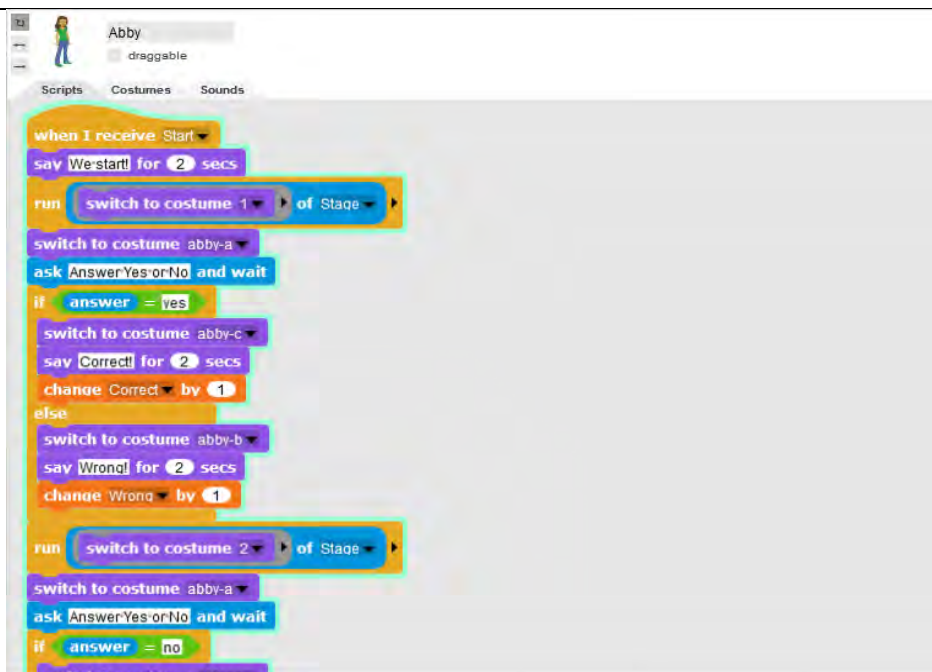 Abby
draggable
Scripts Costumes Sounds
when I receive Start
say We start! for 2 secs
run switch to costume 1 of Stage
switch to costume abby-a
ask Answer Yes or No and wait
if answer = yes
switch to costume abby-c
say Correct! for 2 secs
change Correct by 1
else
switch to costume abby-b
say Wrong! for 2 secs
change Wrong by 1
run switch to costume 2 of Stage
switch to costume abby-a
ask Answer Yes or No and wait
if answer = no